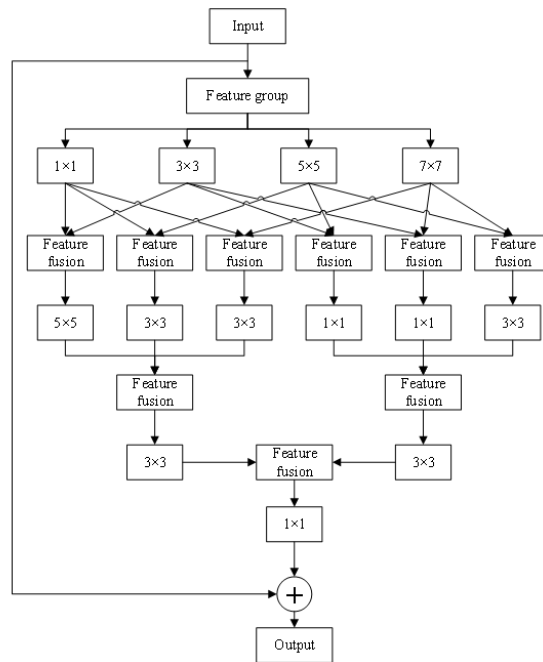 Input
Feature group
1×1
3×3
5×5
7×7
Feature
fusion
Feature
fusion
Feature
fusion
Feature
fusion
Feature
fusion
Feature
fusion
5×5
3×3
3×3
1×1
1×1
3×3
Feature
fusion
Feature
fusion
3×3
Feature
fusion
3×3
1×1
+
Output